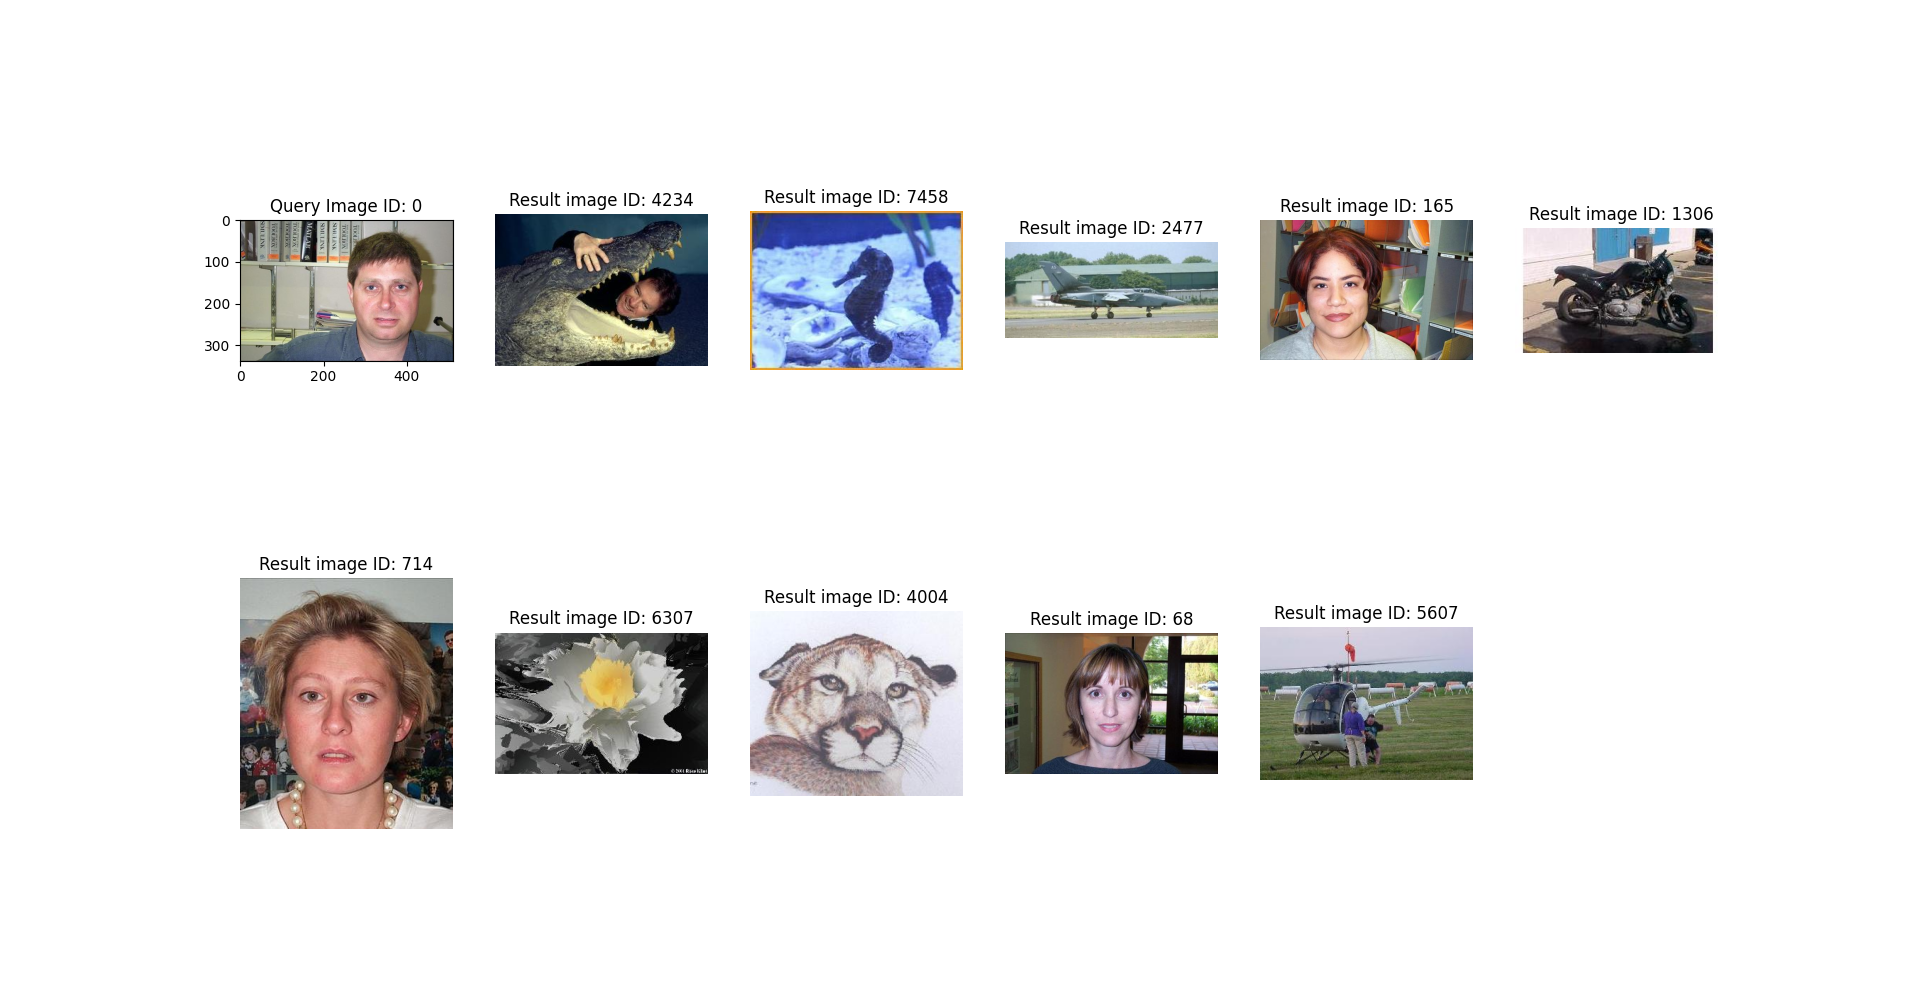 Query Image ID: 0
Result image ID: 4234
Result image ID: 7458
Result image ID: 2477
Result image ID: 165
Result image ID: 1306
0
100
200
300
0
200
400
MATLAB
Result image ID: 714
Result image ID: 6307
Result image ID: 4004
Result image ID: 68
Result image ID: 5607